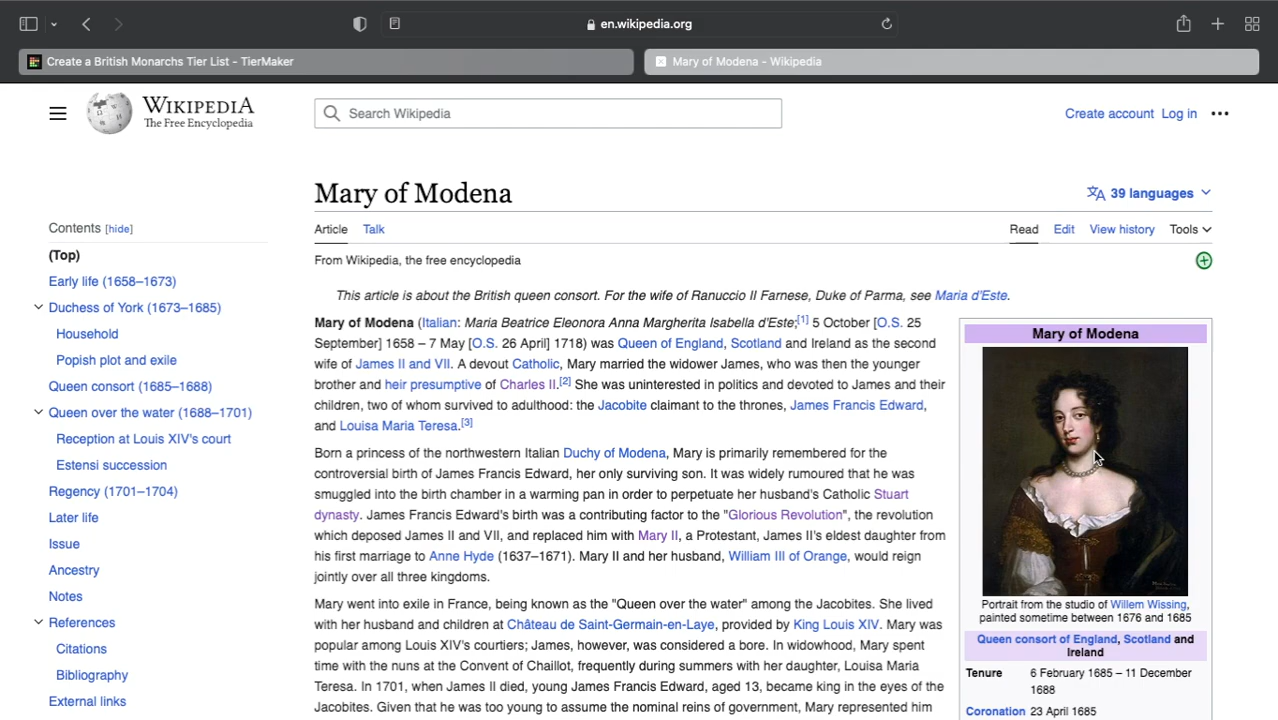 en.wikipedia.org
Create a British Monarchs Tier List - TierMaker
Mary of Modena - Wikipedia
WIKIPEDIA
The Free Encyclopedia
Search Wikipedia
Create account Log in
Mary of Modena
39 languages
Article Talk
Read Edit View history Tools
From Wikipedia, the free encyclopedia
Contents [hide]
(Top)
Early life (1658–1673)
Duchess of York (1673–1685)
Household
Popish plot and exile
Queen consort (1685–1688)
Queen over the water (1688–1701)
Reception at Louis XIV's court
Estensi succession
Regency (1701–1704)
Later life
Issue
Ancestry
Notes
References
Citations
Bibliography
External links
This article is about the British queen consort. For the wife of Ranuccio II Farnese, Duke of Parma, see Maria d'Este.
Mary of Modena (Italian: Maria Beatrice Eleonora Anna Margherita Isabella d'Este;[1] 5 October [O.S. 25
September] 1658 – 7 May [O.S. 26 April] 1718) was Queen of England, Scotland and Ireland as the second
wife of James II and VII. A devout Catholic, Mary married the widower James, who was then the younger
brother and heir presumptive of Charles II.[2] She was uninterested in politics and devoted to James and their
children, two of whom survived to adulthood: the Jacobite claimant to the thrones, James Francis Edward,
and Louisa Maria Teresa.[3]
Born a princess of the northwestern Italian Duchy of Modena, Mary is primarily remembered for the
controversial birth of James Francis Edward, her only surviving son. It was widely rumoured that he was
smuggled into the birth chamber in a warming pan in order to perpetuate her husband's Catholic Stuart
dynasty. James Francis Edward's birth was a contributing factor to the "Glorious Revolution", the revolution
which deposed James II and VII, and replaced him with Mary II, a Protestant, James II's eldest daughter from
his first marriage to Anne Hyde (1637–1671). Mary II and her husband, William III of Orange, would reign
jointly over all three kingdoms.
Mary went into exile in France, being known as the "Queen over the water" among the Jacobites. She lived
with her husband and children at Château de Saint-Germain-en-Laye, provided by King Louis XIV. Mary was
popular among Louis XIV's courtiers; James, however, was considered a bore. In widowhood, Mary spent
time with the nuns at the Convent of Chaillot, frequently during summers with her daughter, Louisa Maria
Teresa. In 1701, when James II died, young James Francis Edward, aged 13, became king in the eyes of the
Jacobites. Given that he was too young to assume the nominal reins of government, Mary represented him
Mary of Modena
Portrait from the studio of Willem Wissing,
painted sometime between 1676 and 1685
Queen consort of England, Scotland and
Ireland
Tenure 6 February 1685 – 11 December
1688
Coronation 23 April 1685